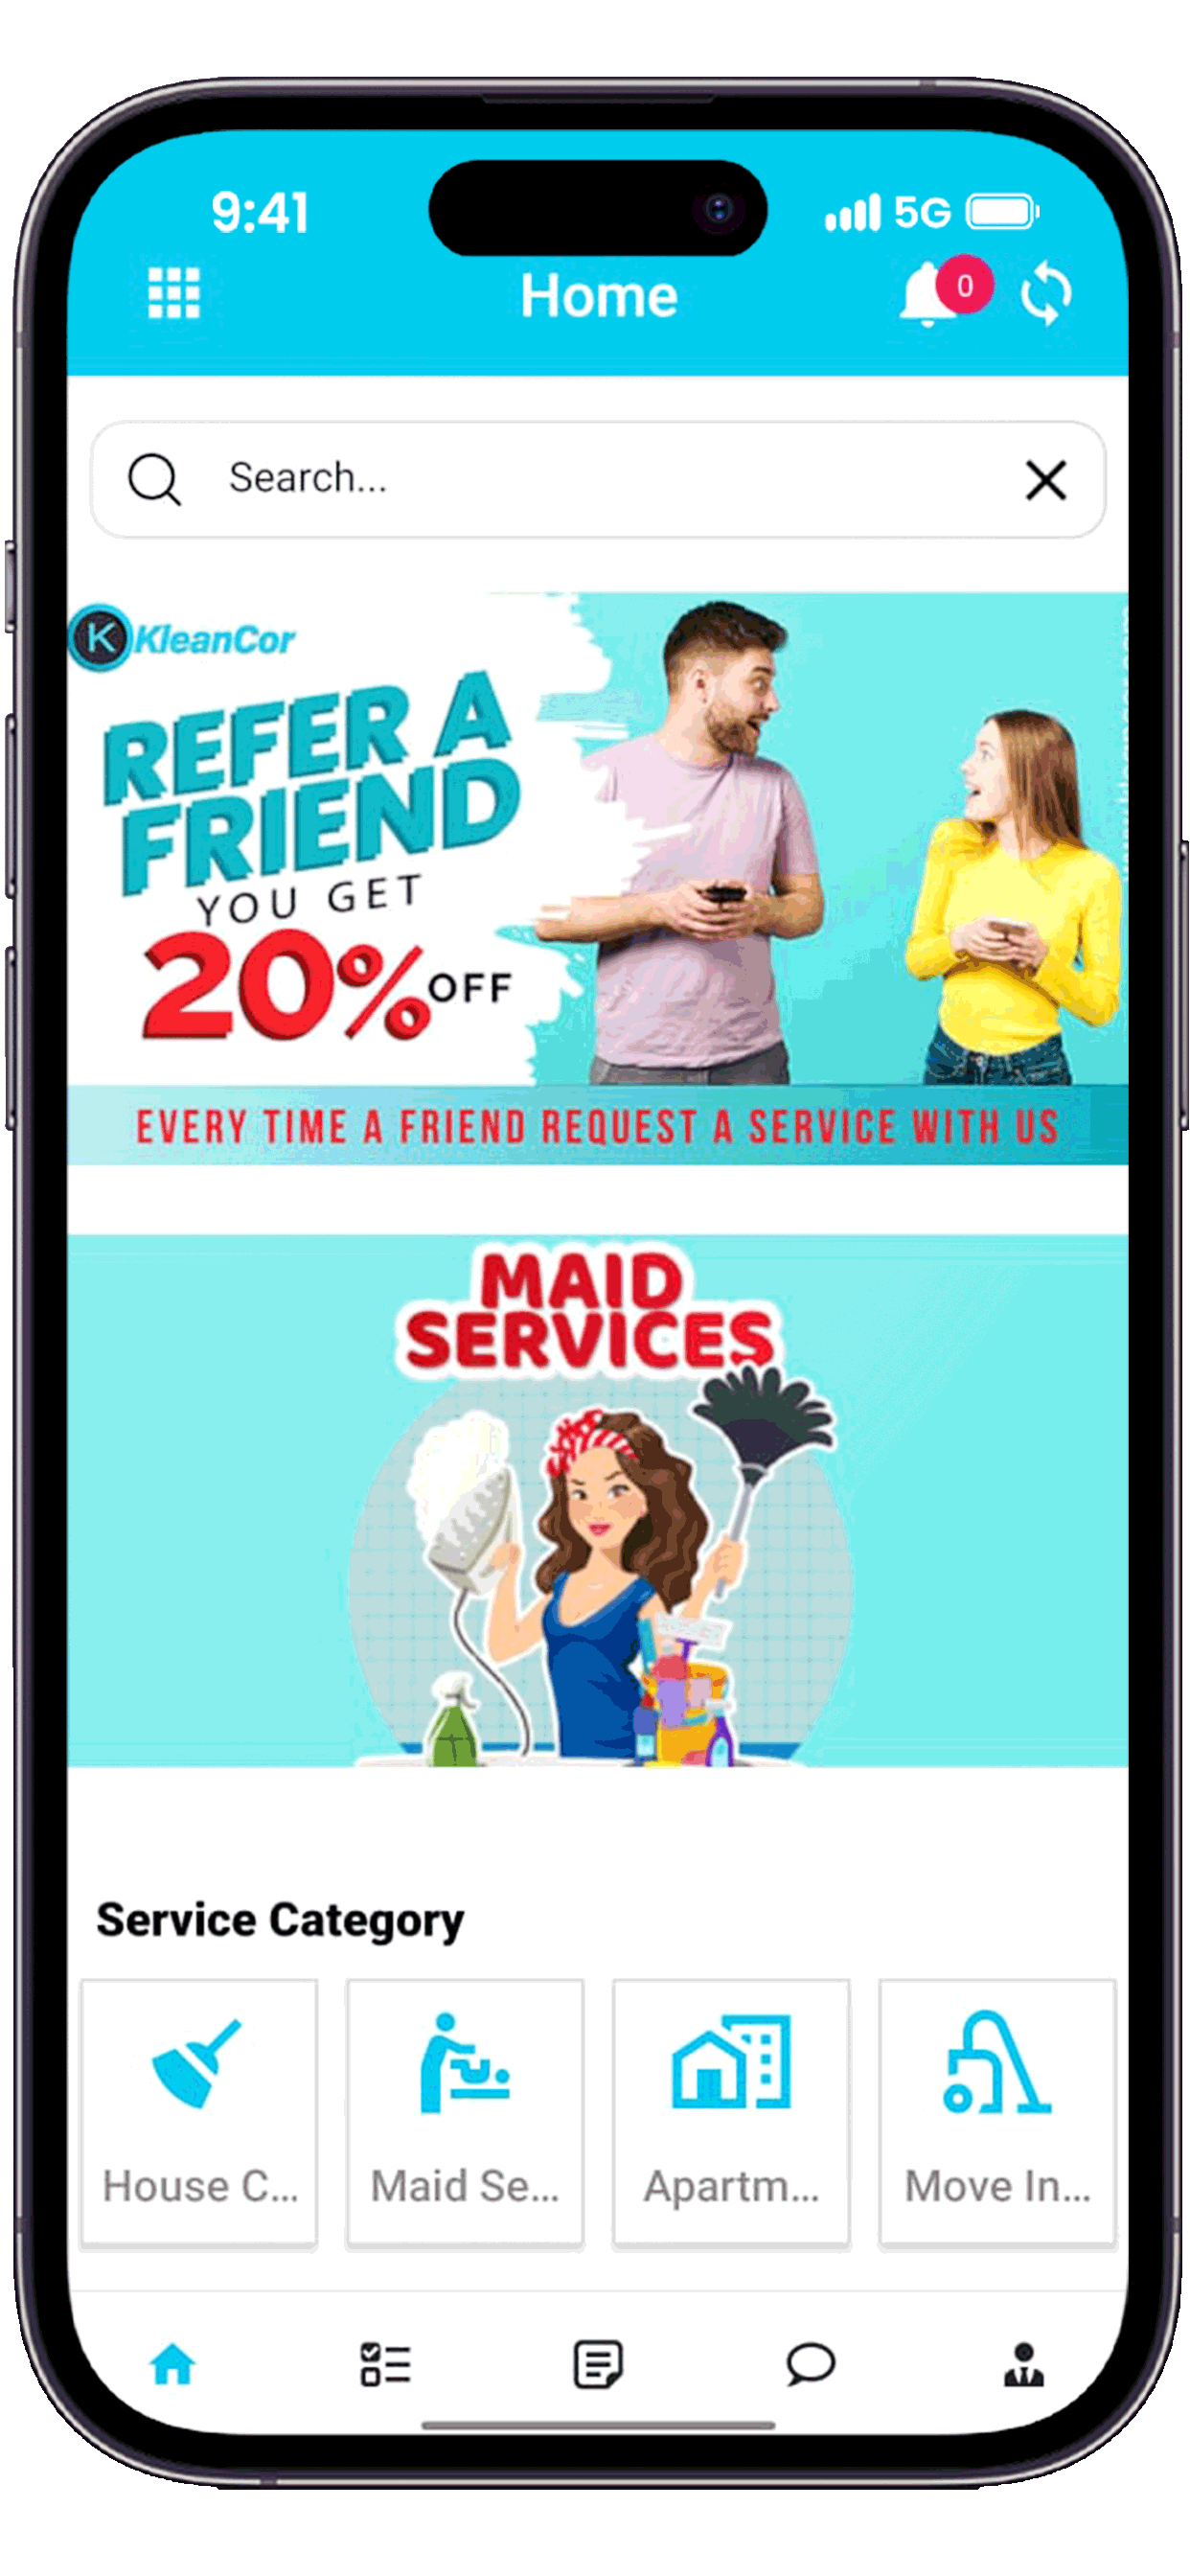 9:41 5G
Home
0
Search...
K KleanCor
REFER A
FRIEND
YOU GET
20% OFF
EVERY TIME A FRIEND REQUEST A SERVICE WITH US
MAID
SERVICES
Service Category
House C... Maid Se... Apartm... Move In...